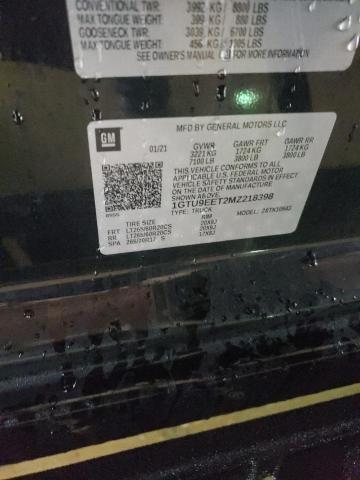 CONVENTIONAL TWR: 3992 KG/ 8800 LBS
MAX TONGUE WEIGHT: 399 KG/ 880 LBS
GOOSENECK TWR: 3039 KG/ 6700 LBS
MAX TONGUE WEIGHT: 456 KG/ 1005 LBS
SEE OWNER'S MANUAL FOR MORE INFORMATION
MFD BY GENERAL MOTORS LLC
GM
01/21 GVWR GAWR FRT GAWR RR
3221 KG 1724 KG 1724 KG
7100 LB 3800 LB 3800 LB
THIS VEHICLE CONFORMS TO ALL
APPLICABLE U.S. FEDERAL MOTOR
VEHICLE SAFETY STANDARDS IN
EFFECT ON THE DATE OF MANUFACTURE
SHOWN ABOVE.
1GTU9EET2MZ218398
TYPE: TRUCK
TIRE SIZE RIM
FRT LT265/60R20CS 20X9J
RR LT265/60R20CS 20X9J
SPA 265/70R17 S 17X8J